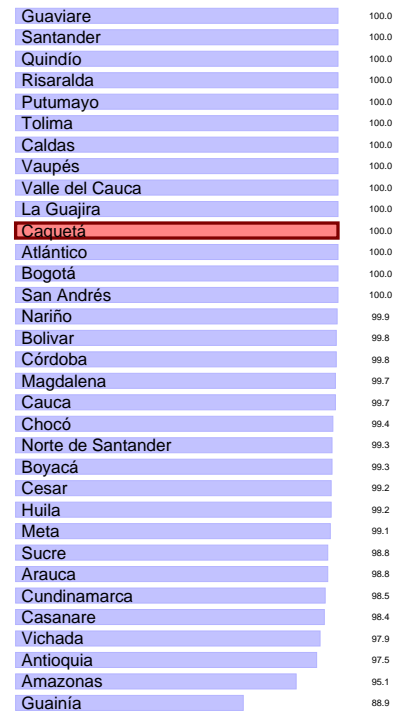 Guaviare 100.0
Santander 100.0
Quindío 100.0
Risaralda 100.0
Putumayo 100.0
Tolima 100.0
Caldas 100.0
Vaupés 100.0
Valle del Cauca 100.0
La Guajira 100.0
Caquetá 100.0
Atlántico 100.0
Bogotá 100.0
San Andrés 100.0
Nariño 99.9
Bolivar 99.8
Córdoba 99.8
Magdalena 99.7
Cauca 99.7
Chocó 99.4
Norte de Santander 99.3
Boyacá 99.3
Cesar 99.2
Huila 99.2
Meta 99.1
Sucre 98.8
Arauca 98.8
Cundinamarca 98.5
Casanare 98.4
Vichada 97.9
Antioquia 97.5
Amazonas 95.1
Guainía 88.9